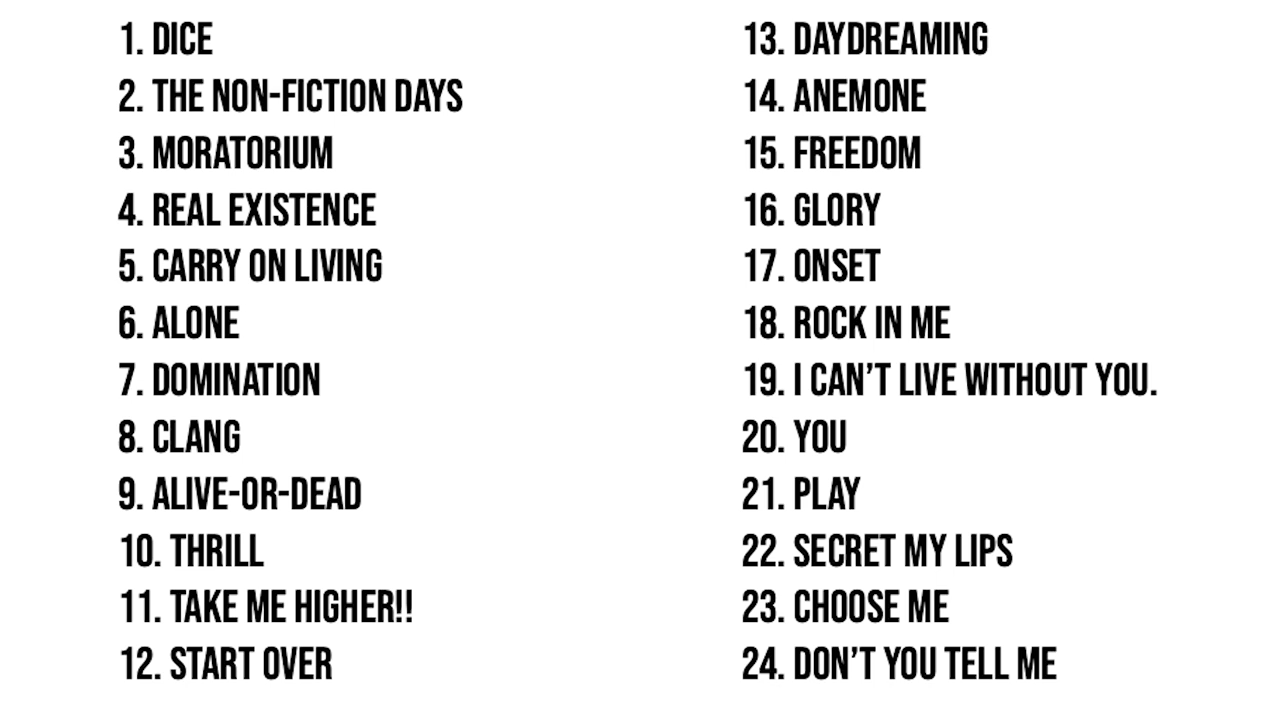 1. DICE
2. THE NON-FICTION DAYS
3. MORATORIUM
4. REAL EXISTENCE
5. CARRY ON LIVING
6. ALONE
7. DOMINATION
8. CLANG
9. ALIVE-OR-DEAD
10. THRILL
11. TAKE ME HIGHER!!
12. START OVER
13. DAYDREAMING
14. ANEMONE
15. FREEDOM
16. GLORY
17. ONSET
18. ROCK IN ME
19. I CAN’T LIVE WITHOUT YOU.
20. YOU
21. PLAY
22. SECRET MY LIPS
23. CHOOSE ME
24. DON’T YOU TELL ME